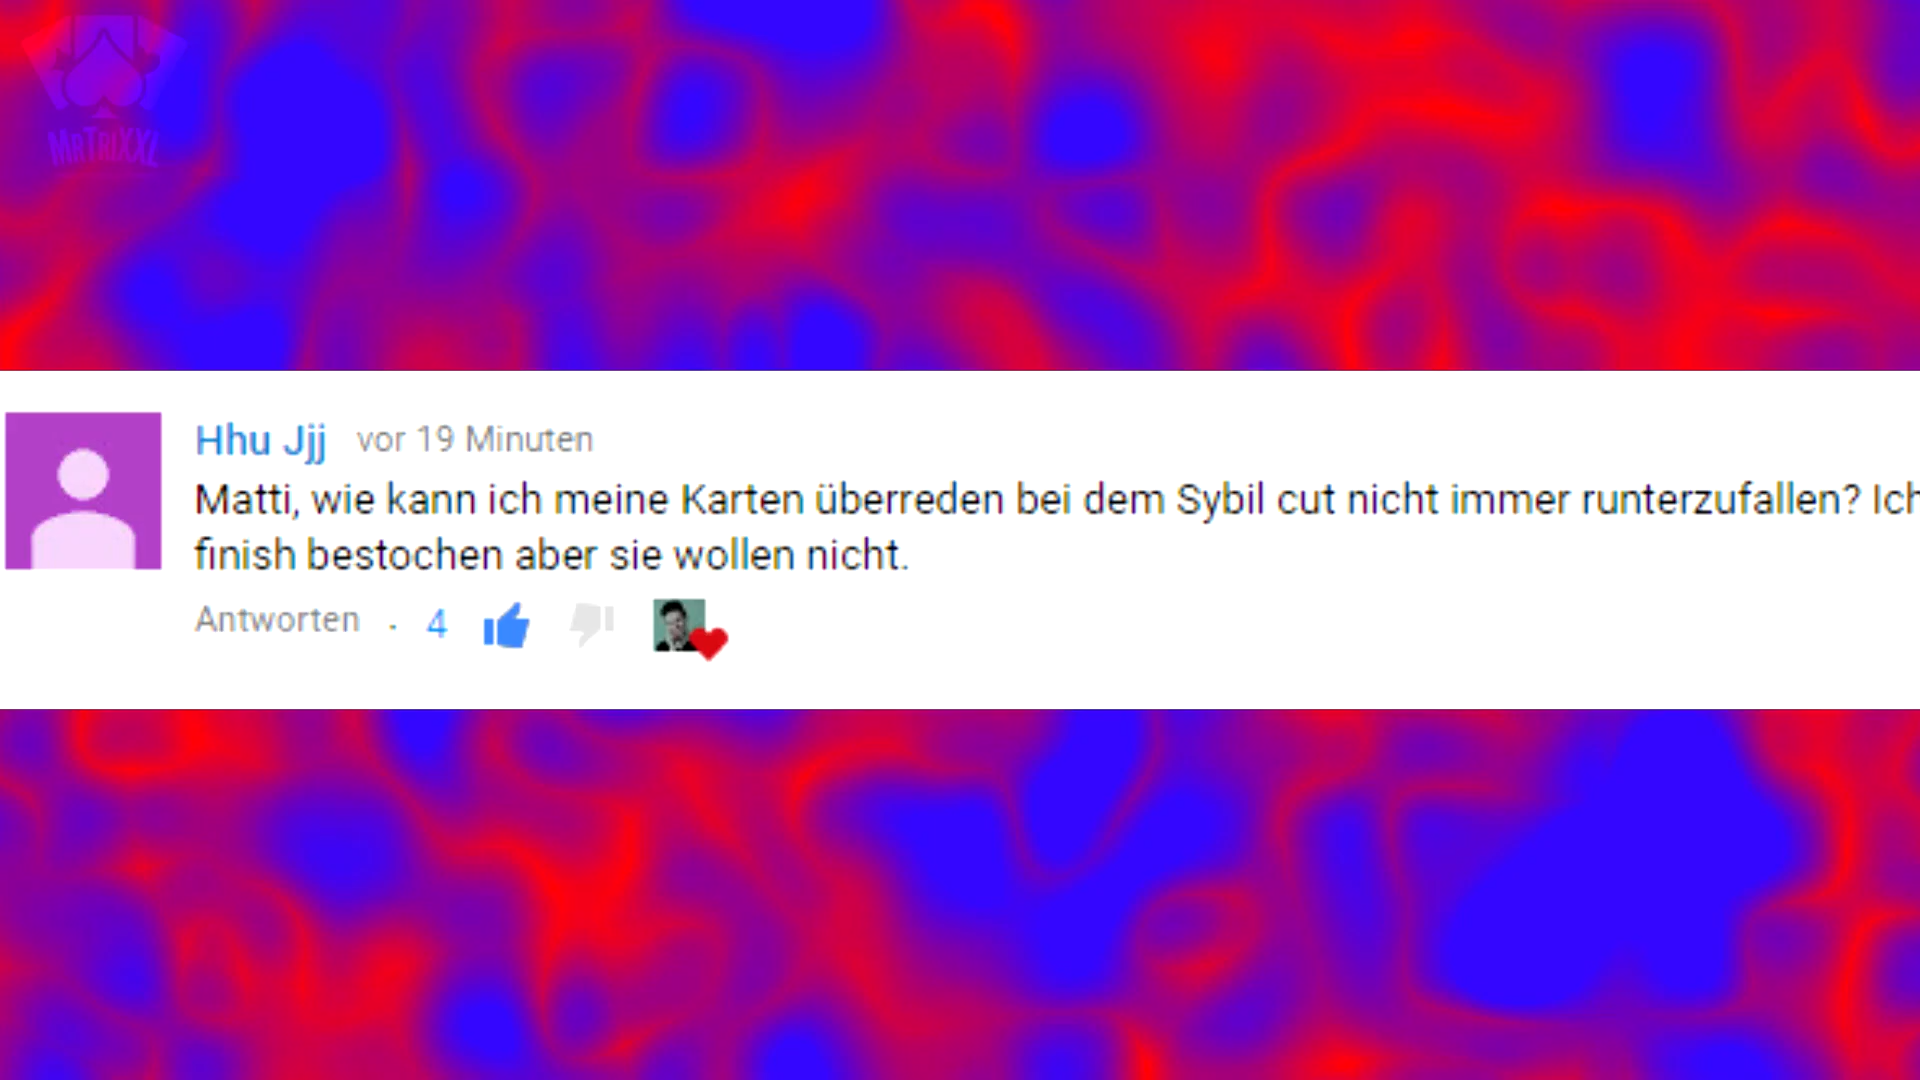 MRTRIXXL
Hhu Jjj vor 19 Minuten
Matti, wie kann ich meine Karten überreden bei dem Sybil cut nicht immer runterzufallen? Ich
finish bestochen aber sie wollen nicht.
Antworten · 4